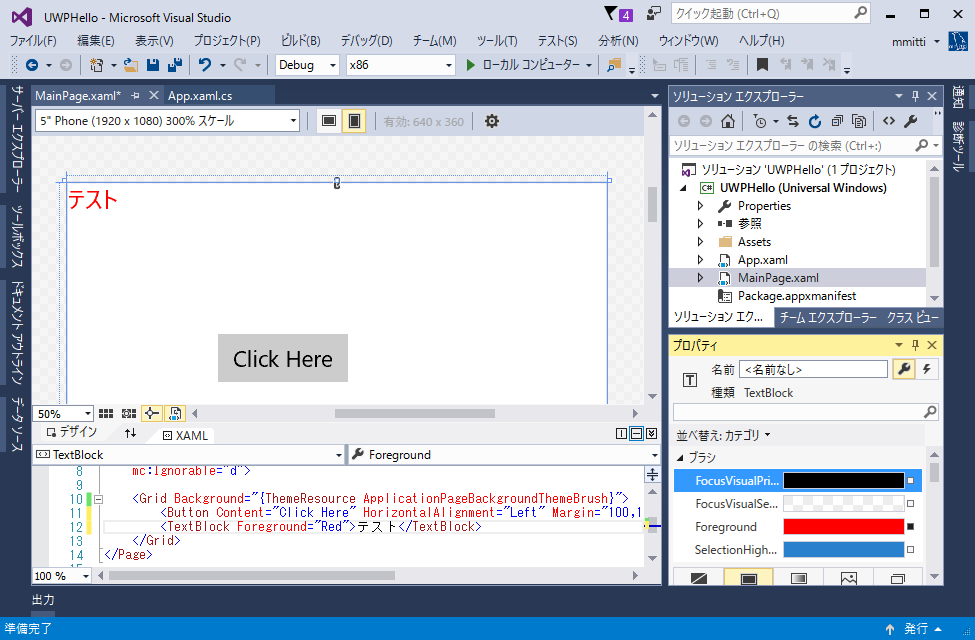 UWPHello - Microsoft Visual Studio
4
クイック起動 (Ctrl+Q)
ファイル(F) 編集(E) 表示(V) プロジェクト(P) ビルド(B) デバッグ(D) チーム(M) ツール(T) テスト(S) 分析(N) ウィンドウ(W) ヘルプ(H) mmitti
Debug x86 ローカル コンピューター
サーバー エクスプローラー
ツールボックス
ドキュメント アウトライン
データ ソース
MainPage.xaml* App.xaml.cs
5" Phone (1920 x 1080) 300% スケール 有効: 640 x 360
テスト
Click Here
50%
デザイン XAML
TextBlock Foreground
8 mc:Ignorable="d">
9
10 <Grid Background="{ThemeResource ApplicationPageBackgroundThemeBrush}">
11 <Button Content="Click Here" HorizontalAlignment="Left" Margin="100,1
12 <TextBlock Foreground="Red">テスト</TextBlock>
13 </Grid>
14 </Page>
100 %
ソリューション エクスプローラー
ソリューション エクスプローラー の検索 (Ctrl+;)
ソリューション 'UWPHello' (1 プロジェクト)
C# UWPHello (Universal Windows)
Properties
参照
Assets
App.xaml
MainPage.xaml
Package.appxmanifest
ソリューション エク... チーム エクスプローラー クラス ビュー
プロパティ
名前 <名前なし>
種類 TextBlock
並べ替え: カテゴリ
ブラシ
FocusVisualPri...
FocusVisualSe...
Foreground
SelectionHigh...
通知
診断ツール
出力
準備完了 発行